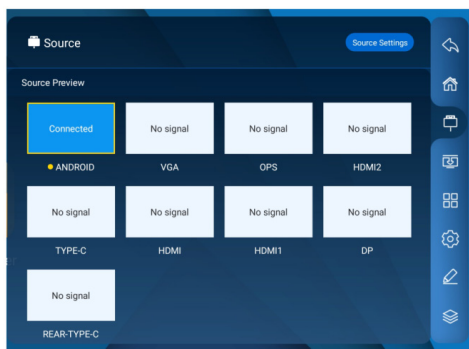 Source
Source Settings
Source Preview
Connected
No signal
No signal
No signal
ANDROID
VGA
OPS
HDMI2
No signal
No signal
No signal
No signal
TYPE-C
HDMI
HDMI1
DP
No signal
REAR-TYPE-C